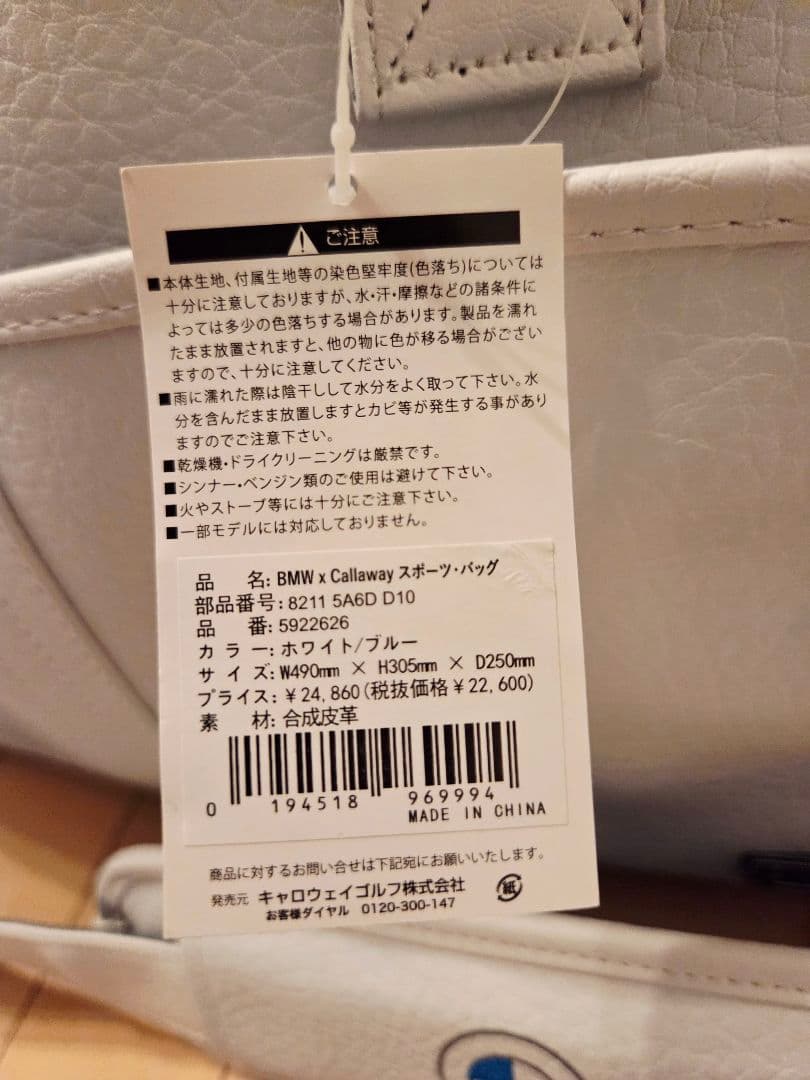 ご注意
■本体生地、付属生地等の染色堅牢度(色落ち)については
十分に注意しておりますが、水・汗・摩擦などの諸条件に
よっては多少の色落ちする場合があります。製品を濡れ
たまま放置されますと、他の物に色が移る場合がござい
ますので、十分に注意してください。
■雨に濡れた際は陰干しして水分をよく取って下さい。水
分を含んだまま放置しますとカビ等が発生する事があり
ますのでご注意下さい。
■乾燥機・ドライクリーニングは厳禁です。
■シンナー・ベンジン類のご使用は避けて下さい。
■火やストーブ等には十分にご注意下さい。
■一部モデルには対応しておりません。
品 名: BMW x Callaway スポーツ・バッグ
部品番号: 8211 5A6D D10
品 番: 5922626
カ ラ ー: ホワイト/ブルー
サ イ ズ: W490mm × H305mm × D250mm
プライス: ¥24,860(税抜価格¥22,600)
素 材: 合成皮革
0 194518 969994
MADE IN CHINA
商品に対するお問い合せは下記宛にお願いいたします。
発売元 キャロウェイゴルフ株式会社 紙
お客様ダイヤル 0120-300-147